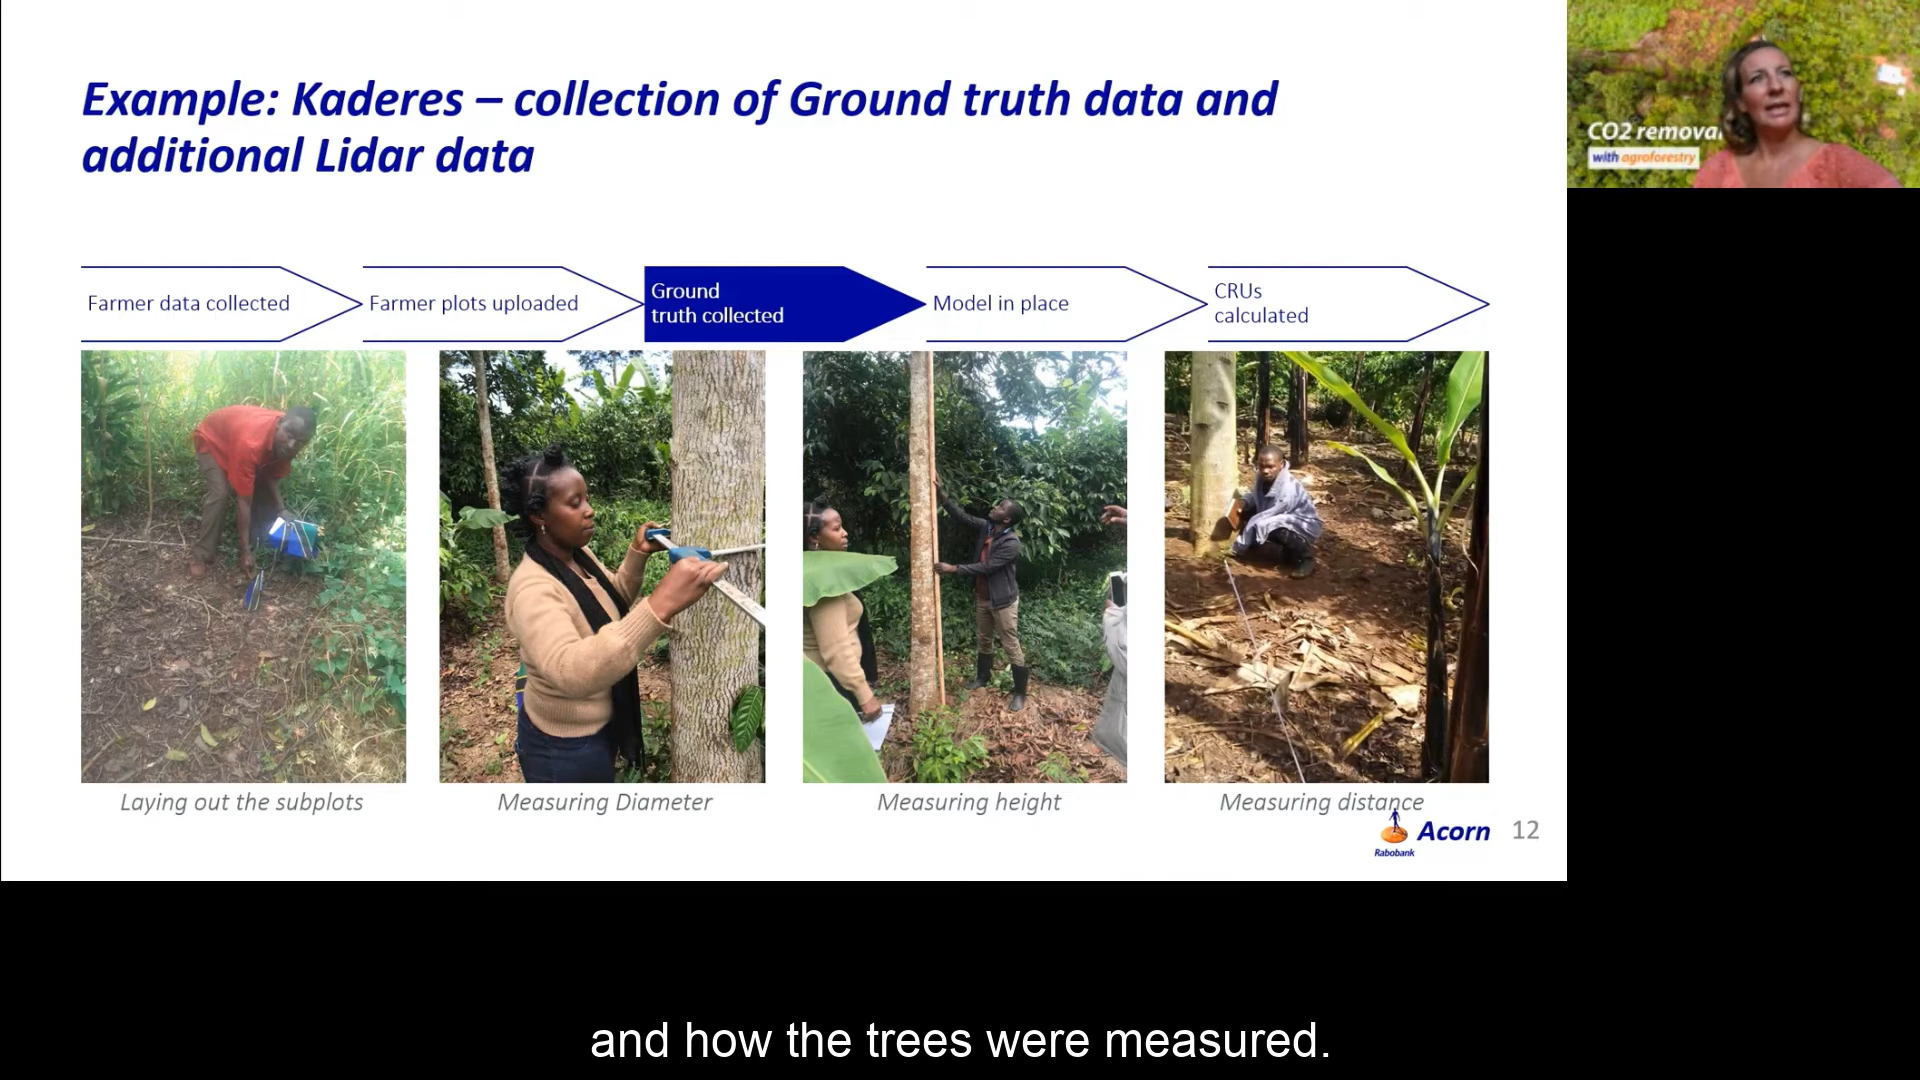 Example: Kaderes – collection of Ground truth data and
additional Lidar data
CO2 removal
with agroforestry
Farmer data collected
Farmer plots uploaded
Ground
truth collected
Model in place
CRUs
calculated
Laying out the subplots
Measuring Diameter
Measuring height
Measuring distance
Acorn
Rabobank
12
and how the trees were measured.